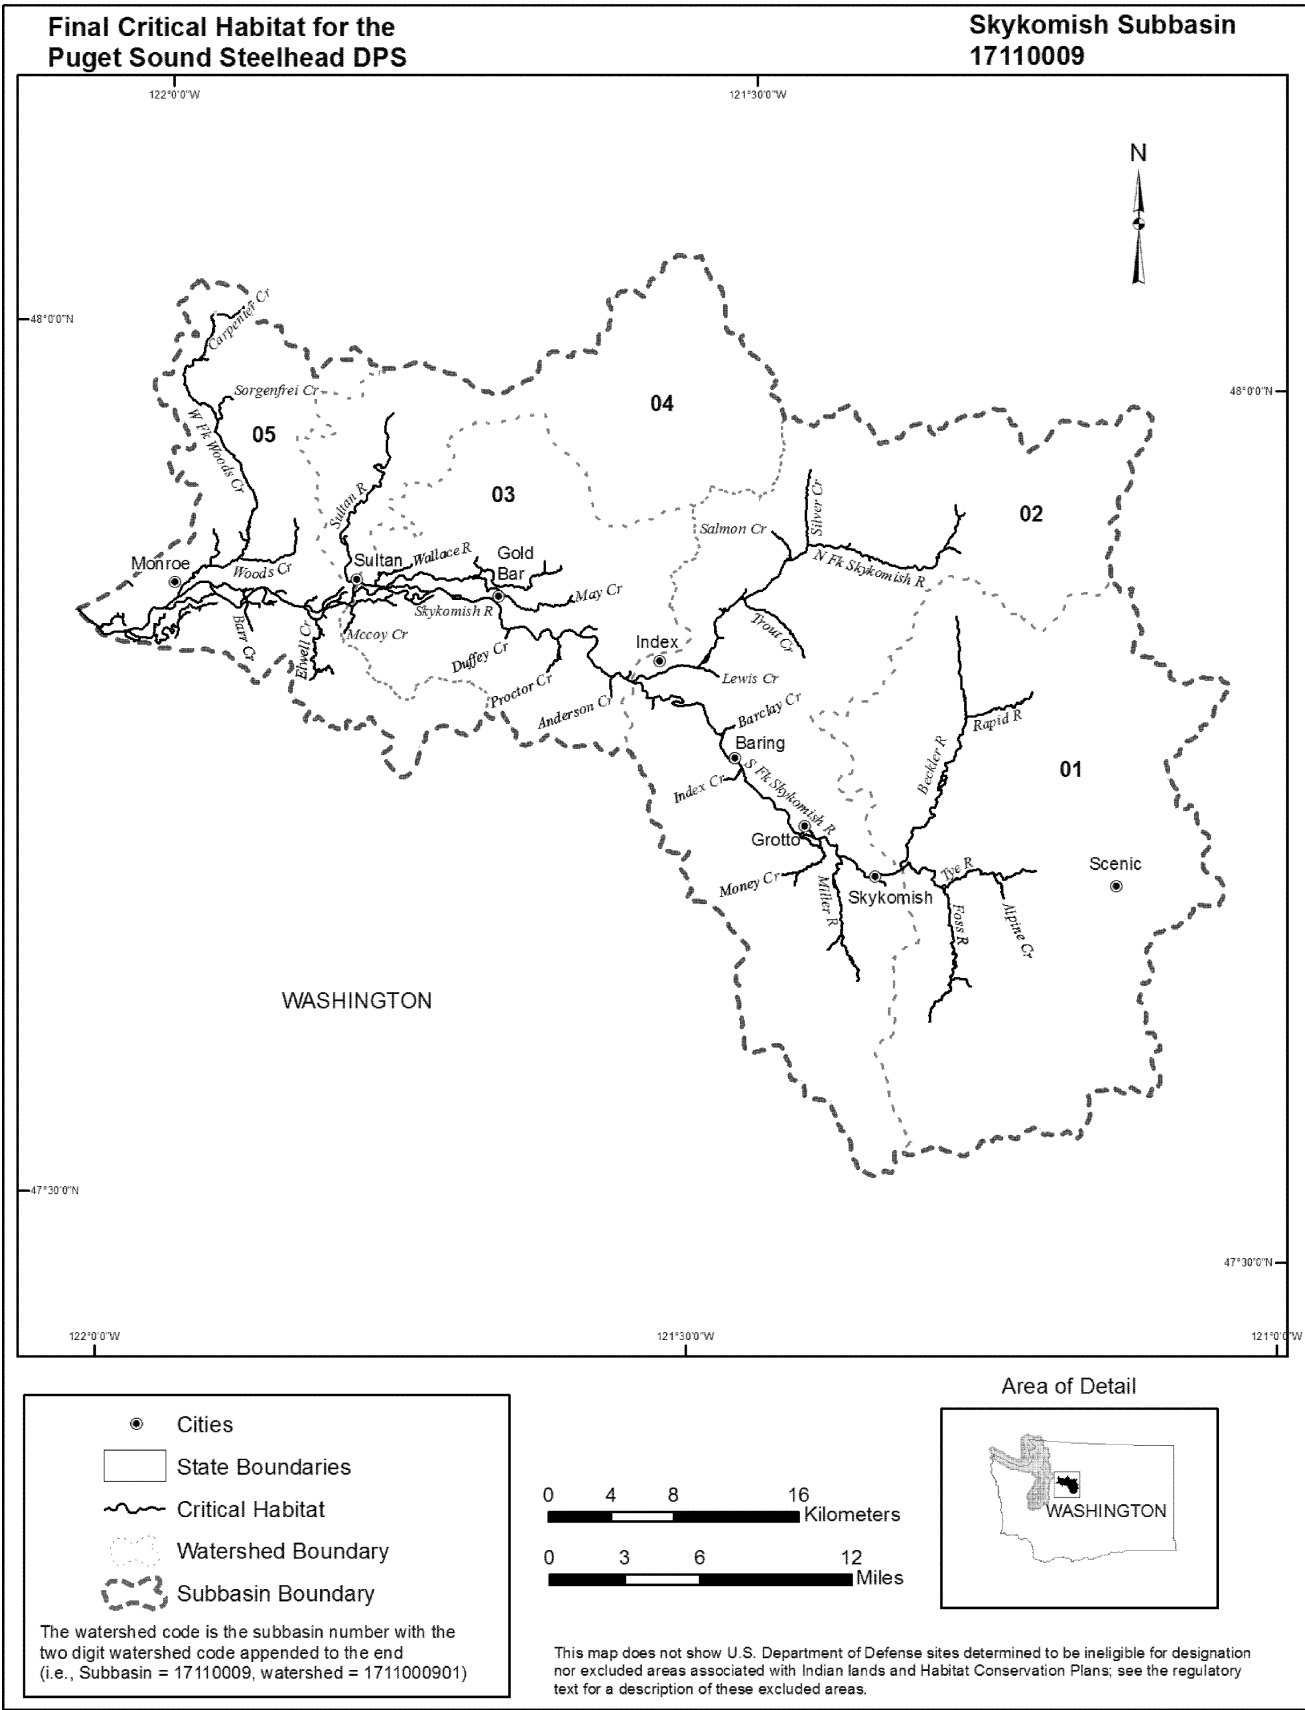 Final Critical Habitat for the
Puget Sound Steelhead DPS
Skykomish Subbasin
17110009
122°0'0"W
121°30'0"W
N
48°0'0"N
48°0'0"N
Carpenter Cr
Sorgenfrei Cr
W Fk Woods Cr
05
04
03
02
01
Sultan R
Silver Cr
Salmon Cr
N Fk Skykomish R
Monroe
Woods Cr
Sultan
Wallace R
Gold
Bar
May Cr
Skykomish R
Barr Cr
Elwell Cr
Mccoy Cr
Duffey Cr
Proctor Cr
Anderson Cr
Index
Trout Cr
Lewis Cr
Barclay Cr
Baring
Index Cr
S Fk Skykomish R
Rapid R
Beckler R
Grotto
Money Cr
Miller R
Skykomish
Tye R
Foss R
Alpine Cr
Scenic
WASHINGTON
47°30'0"N
47°30'0"N
122°0'0"W
121°30'0"W
121°0'0"W
Cities
State Boundaries
Critical Habitat
Watershed Boundary
Subbasin Boundary
The watershed code is the subbasin number with the
two digit watershed code appended to the end
(i.e., Subbasin = 17110009, watershed = 1711000901)
0 4 8 16
Kilometers
0 3 6 12
Miles
Area of Detail
WASHINGTON
This map does not show U.S. Department of Defense sites determined to be ineligible for designation
nor excluded areas associated with Indian lands and Habitat Conservation Plans; see the regulatory
text for a description of these excluded areas.